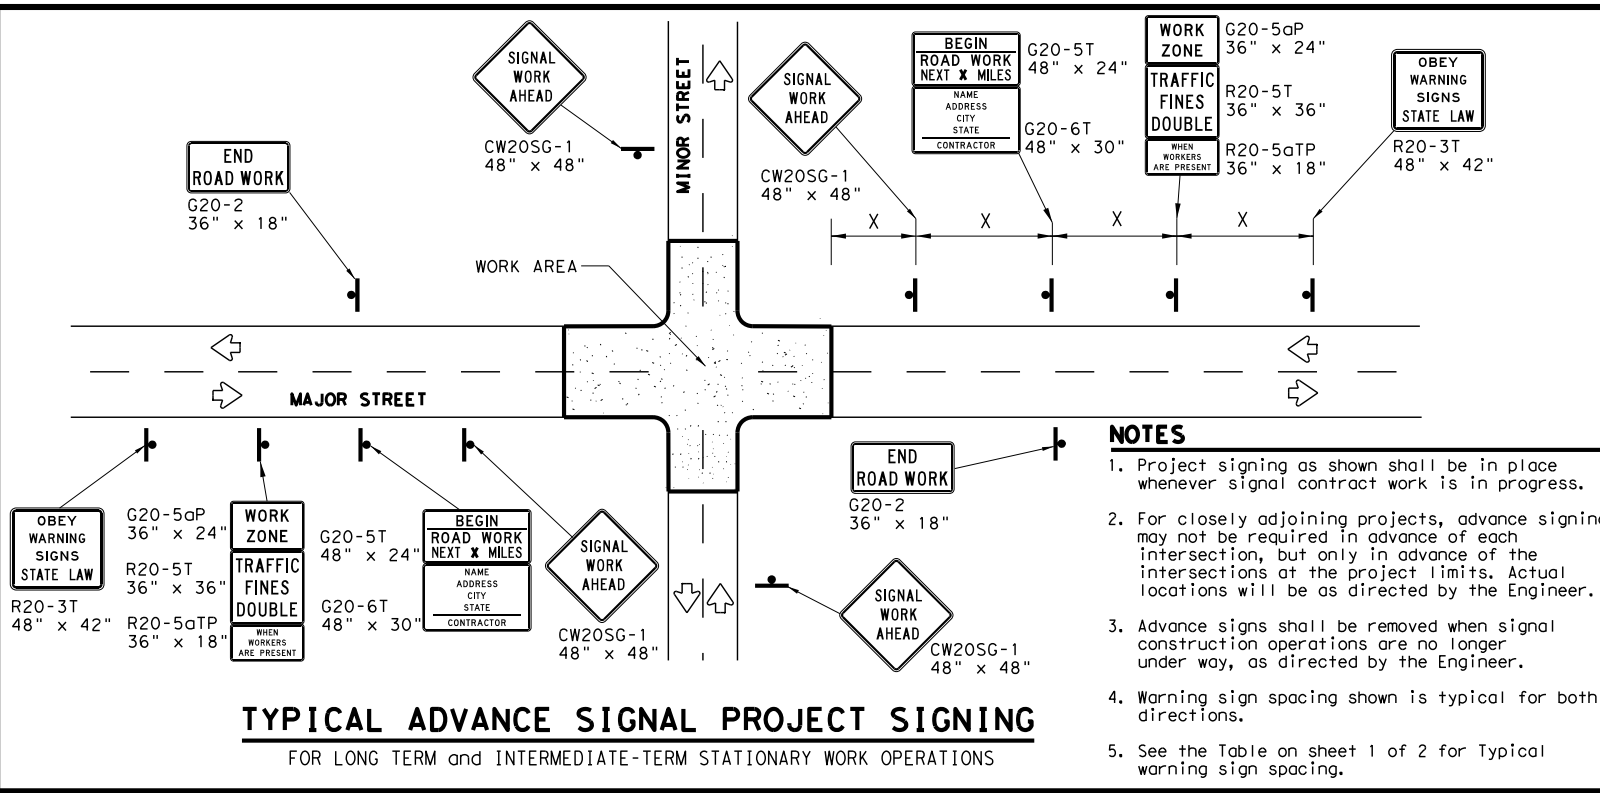 SIGNAL
WORK
AHEAD
CW20SG-1
48" x 48"
MINOR STREET
SIGNAL
WORK
AHEAD
CW20SG-1
48" x 48"
BEGIN
ROAD WORK
NEXT X MILES
NAME
ADDRESS
CITY
STATE
CONTRACTOR
G20-5T
48" x 24"
G20-6T
48" x 30"
WORK
ZONE
TRAFFIC
FINES
DOUBLE
WHEN
WORKERS
ARE PRESENT
G20-5aP
36" x 24"
R20-5T
36" x 36"
R20-5aTP
36" x 18"
OBEY
WARNING
SIGNS
STATE LAW
R20-3T
48" x 42"
END
ROAD WORK
G20-2
36" x 18"
X
X
X
X
WORK AREA
MAJOR STREET
OBEY
WARNING
SIGNS
STATE LAW
R20-3T
48" x 42"
G20-5aP
36" x 24"
R20-5T
36" x 36"
R20-5aTP
36" x 18"
WORK
ZONE
TRAFFIC
FINES
DOUBLE
WHEN
WORKERS
ARE PRESENT
G20-5T
48" x 24"
G20-6T
48" x 30"
BEGIN
ROAD WORK
NEXT X MILES
NAME
ADDRESS
CITY
STATE
CONTRACTOR
SIGNAL
WORK
AHEAD
CW20SG-1
48" x 48"
END
ROAD WORK
G20-2
36" x 18"
SIGNAL
WORK
AHEAD
CW20SG-1
48" x 48"
TYPICAL ADVANCE SIGNAL PROJECT SIGNING
FOR LONG TERM and INTERMEDIATE-TERM STATIONARY WORK OPERATIONS
NOTES
1. Project signing as shown shall be in place
whenever signal contract work is in progress.
2. For closely adjoining projects, advance signing
may not be required in advance of each
intersection, but only in advance of the
intersections at the project limits. Actual
locations will be as directed by the Engineer.
3. Advance signs shall be removed when signal
construction operations are no longer
under way, as directed by the Engineer.
4. Warning sign spacing shown is typical for both
directions.
5. See the Table on sheet 1 of 2 for Typical
warning sign spacing.